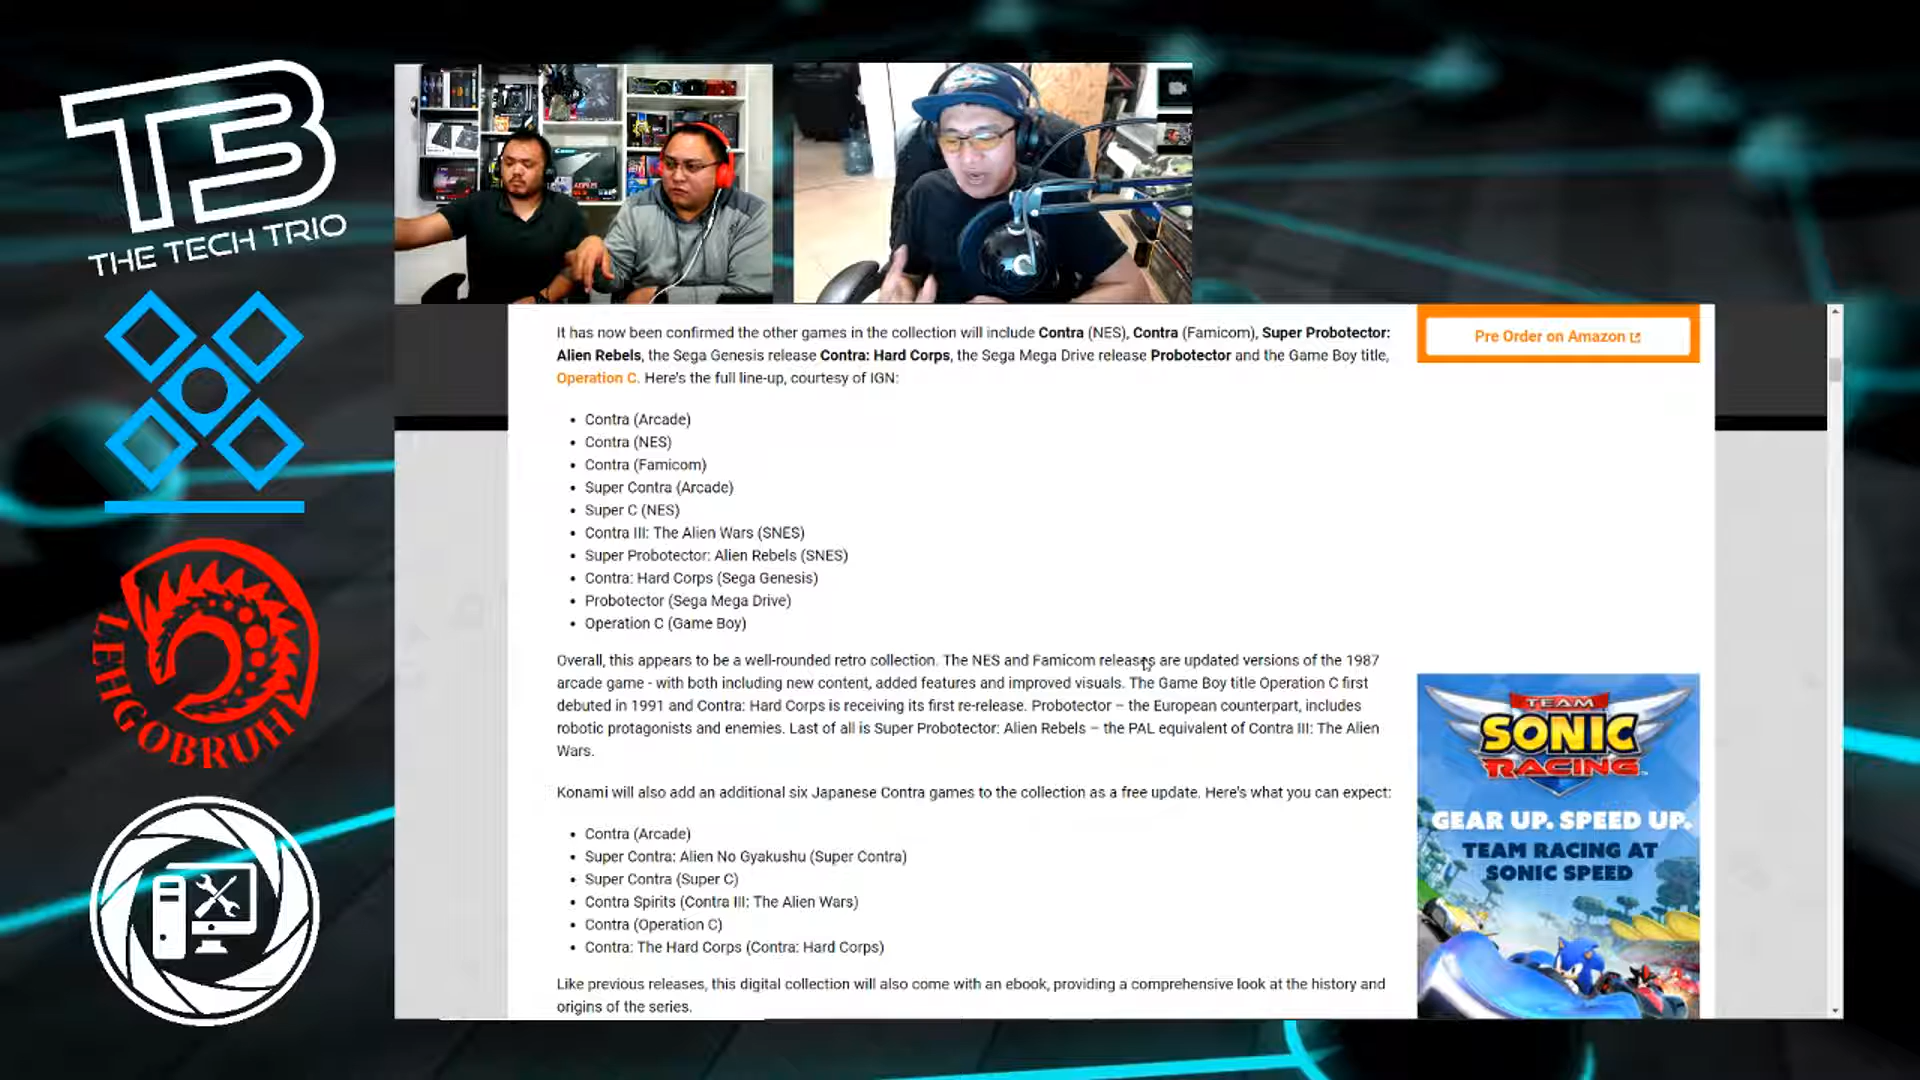 TB
THE TECH TRIO
LEHGOBRUH
It has now been confirmed the other games in the collection will include Contra (NES), Contra (Famicom), Super Probotector:
Alien Rebels, the Sega Genesis release Contra: Hard Corps, the Sega Mega Drive release Probotector and the Game Boy title,
Operation C. Here's the full line-up, courtesy of IGN:
• Contra (Arcade)
• Contra (NES)
• Contra (Famicom)
• Super Contra (Arcade)
• Super C (NES)
• Contra III: The Alien Wars (SNES)
• Super Probotector: Alien Rebels (SNES)
• Contra: Hard Corps (Sega Genesis)
• Probotector (Sega Mega Drive)
• Operation C (Game Boy)
Overall, this appears to be a well-rounded retro collection. The NES and Famicom releases are updated versions of the 1987
arcade game - with both including new content, added features and improved visuals. The Game Boy title Operation C first
debuted in 1991 and Contra: Hard Corps is receiving its first re-release. Probotector – the European counterpart, includes
robotic protagonists and enemies. Last of all is Super Probotector: Alien Rebels – the PAL equivalent of Contra III: The Alien
Wars.
Konami will also add an additional six Japanese Contra games to the collection as a free update. Here's what you can expect:
• Contra (Arcade)
• Super Contra: Alien No Gyakushu (Super Contra)
• Super Contra (Super C)
• Contra Spirits (Contra III: The Alien Wars)
• Contra (Operation C)
• Contra: The Hard Corps (Contra: Hard Corps)
Like previous releases, this digital collection will also come with an ebook, providing a comprehensive look at the history and
origins of the series.
Pre Order on Amazon
TEAM
SONIC
RACING
GEAR UP. SPEED UP.
TEAM RACING AT
SONIC SPEED